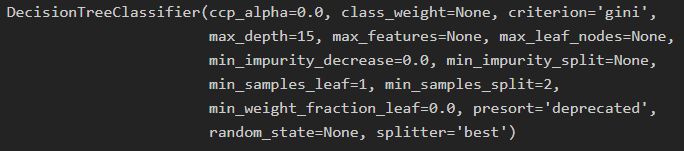 DecisionTreeClassifier(ccp_alpha=0.0, class_weight=None, criterion='gini',
max_depth=15, max_features=None, max_leaf_nodes=None,
min_impurity_decrease=0.0, min_impurity_split=None,
min_samples_leaf=1, min_samples_split=2,
min_weight_fraction_leaf=0.0, presort='deprecated',
random_state=None, splitter='best')